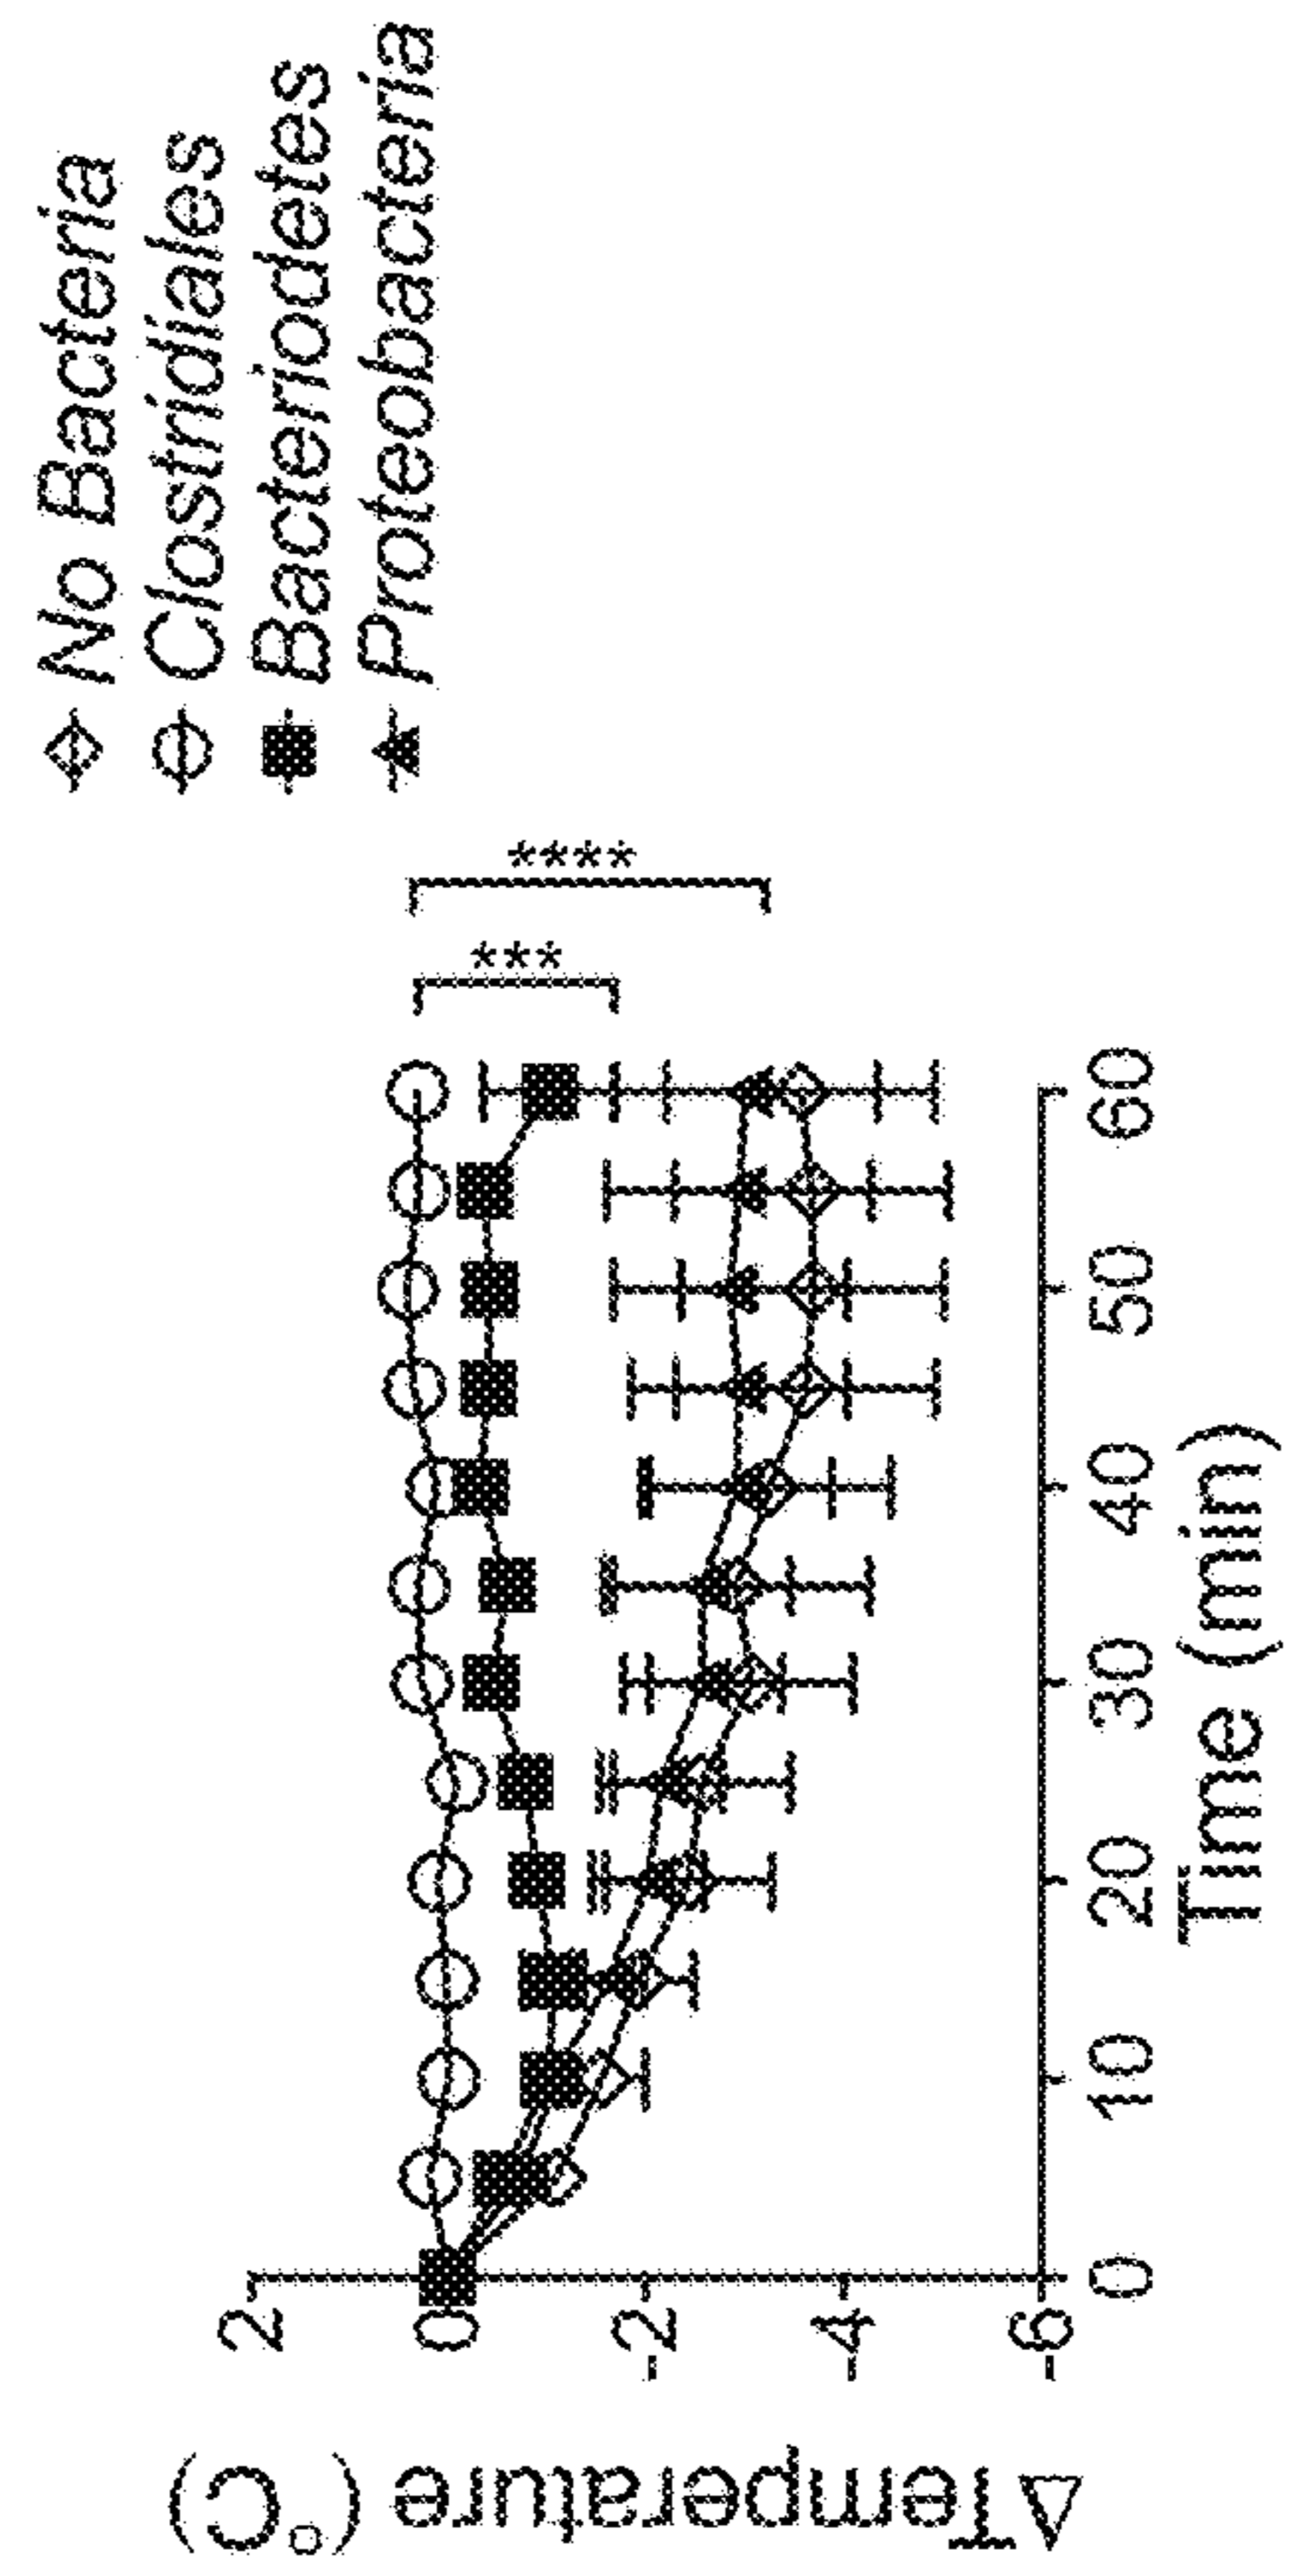 No Bacteria
Clostridiales
Bacteriodetes
Proteobacteria
***
****
ΔTemperature (°C)
2
0
-2
-4
-6
0 10 20 30 40 50 60
Time (min)